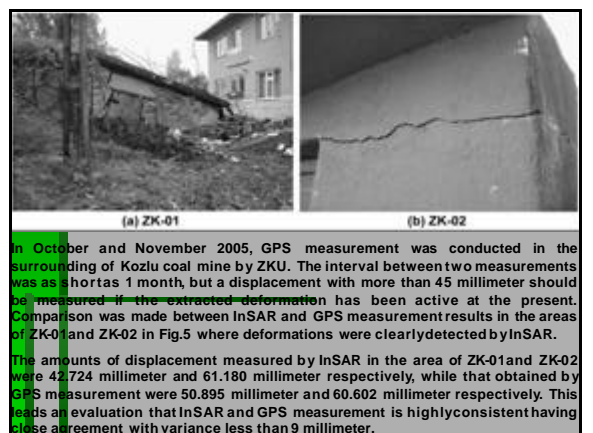 (a) ZK-01
(b) ZK-02
In October and November 2005, GPS measurement was conducted in the
surrounding of Kozlu coal mine by ZKU. The interval between two measurements
was as short as 1 month, but a displacement with more than 45 millimeter should
be measured if the extracted deformation has been active at the present.
Comparison was made between InSAR and GPS measurement results in the areas
of ZK-01 and ZK-02 in Fig.5 where deformations were clearly detected by InSAR.
The amounts of displacement measured by InSAR in the area of ZK-01 and ZK-02
were 42.724 millimeter and 61.180 millimeter respectively, while that obtained by
GPS measurement were 50.895 millimeter and 60.602 millimeter respectively. This
leads an evaluation that InSAR and GPS measurement is highly consistent having
close agreement with variance less than 9 millimeter.